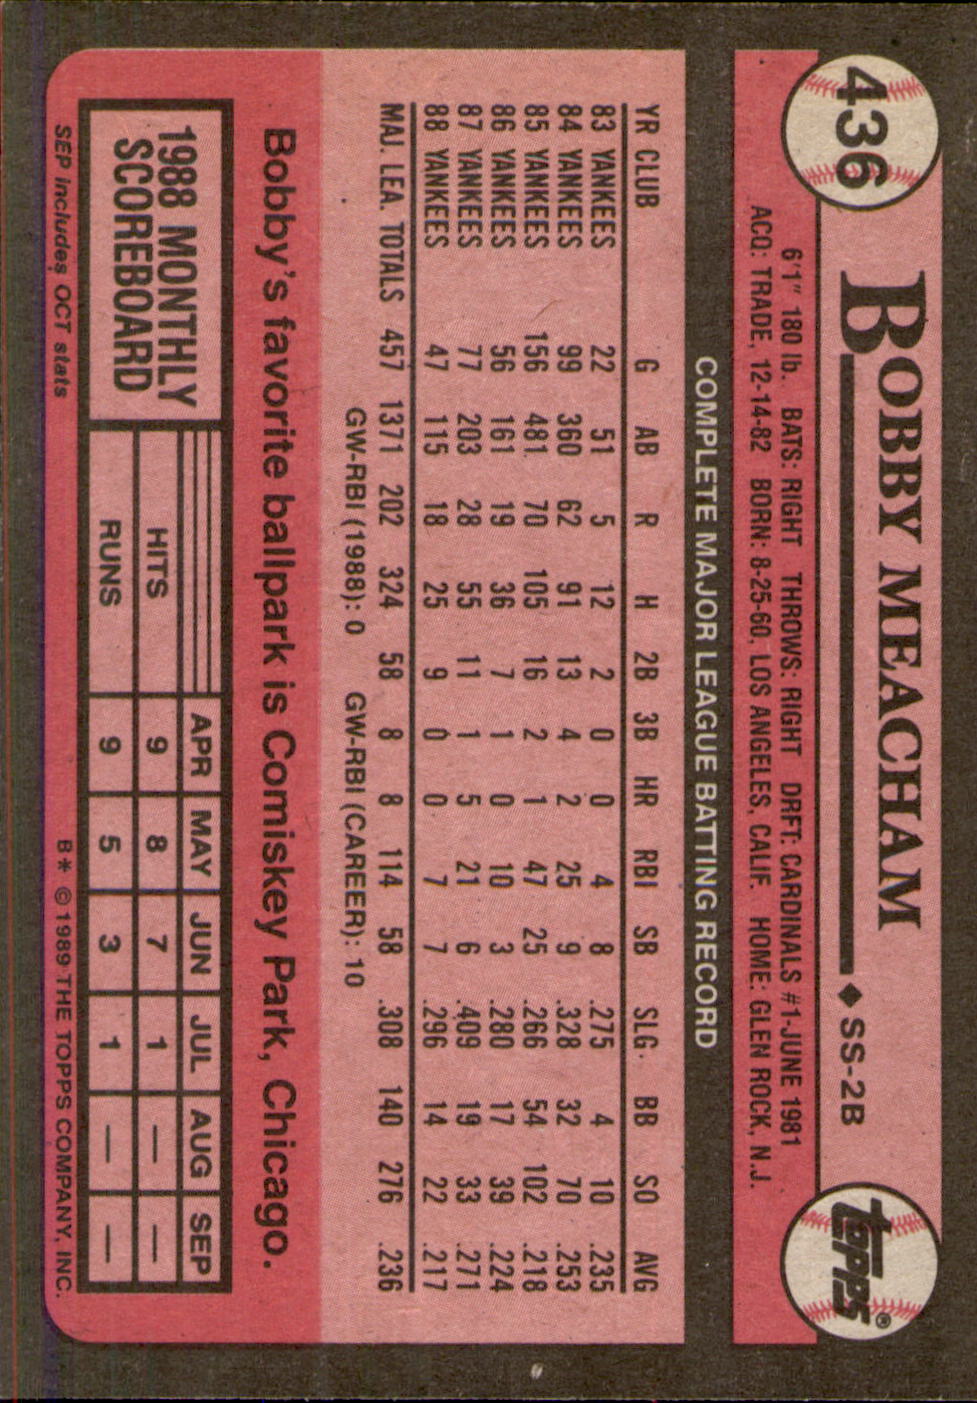 436
BOBBY MEACHAM ◆ SS-2B
topps®
6'1" 180 lb. BATS: RIGHT THROWS: RIGHT DRFT: CARDINALS #1-JUNE 1981
ACQ: TRADE, 12-14-82 BORN: 8-25-60, LOS ANGELES, CALIF. HOME: GLEN ROCK, N.J.
COMPLETE MAJOR LEAGUE BATTING RECORD
YR CLUB G AB R H 2B 3B HR RBI SB SLG. BB SO AVG
83 YANKEES 22 51 5 12 2 0 0 4 8 .275 4 10 .235
84 YANKEES 99 360 62 91 13 4 2 25 9 .328 32 70 .253
85 YANKEES 156 481 70 105 16 2 1 47 25 .266 54 102 .218
86 YANKEES 56 161 19 36 7 1 0 10 3 .280 17 39 .224
87 YANKEES 77 203 28 55 11 1 5 21 6 .409 19 33 .271
88 YANKEES 47 115 18 25 9 0 0 7 7 .296 14 22 .217
MAJ. LEA. TOTALS 457 1371 202 324 58 8 8 114 58 .308 140 276 .236
GW-RBI (1988): 0 GW-RBI (CAREER): 10
Bobby's favorite ballpark is Comiskey Park, Chicago.
1988 MONTHLY
SCOREBOARD
APR MAY JUN JUL AUG SEP
HITS 9 8 7 1 — —
RUNS 9 5 3 1 — —
SEP includes OCT stats
B* © 1989 THE TOPPS COMPANY, INC.